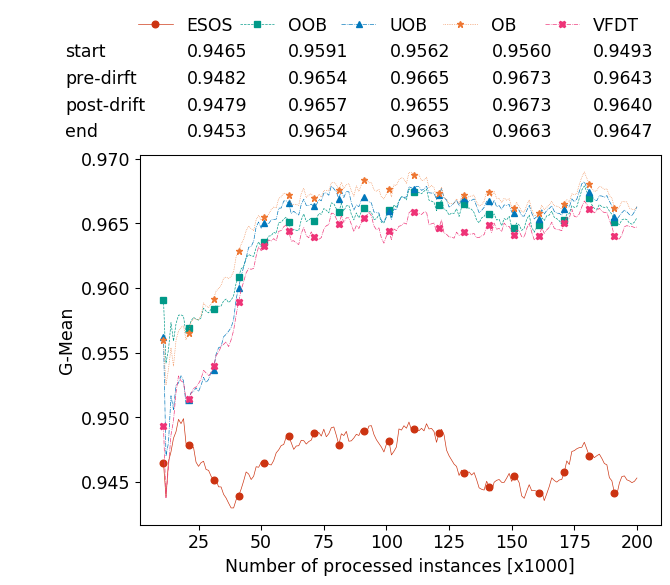 ESOS OOB UOB OB VFDT
start 0.9465 0.9591 0.9562 0.9560 0.9493
pre-dirft 0.9482 0.9654 0.9665 0.9673 0.9643
post-drift 0.9479 0.9657 0.9655 0.9673 0.9640
end 0.9453 0.9654 0.9663 0.9663 0.9647
0.970
0.965
0.960
0.955
0.950
0.945
G-Mean
25 50 75 100 125 150 175 200
Number of processed instances [x1000]